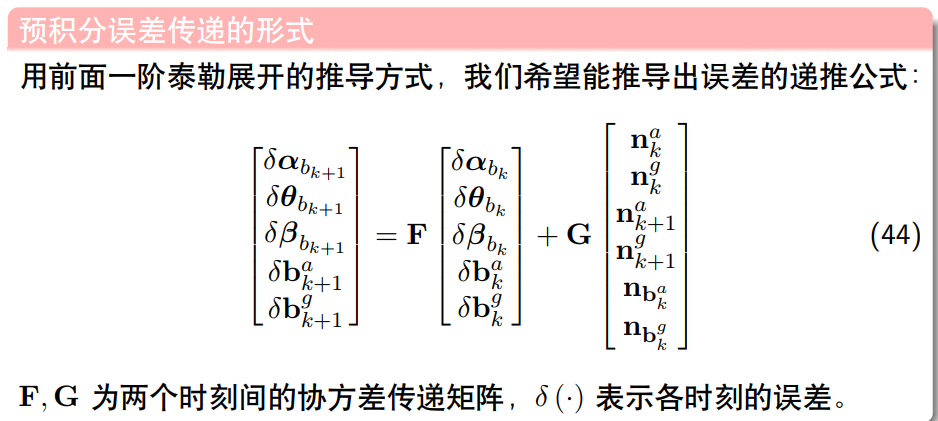 预积分误差传递的形式
用前面一阶泰勒展开的推导方式，我们希望能推导出误差的递推公式：
$$\begin{bmatrix} \delta\boldsymbol{\alpha}_{b_{k+1}} \\ \delta\boldsymbol{\theta}_{b_{k+1}} \\ \delta\boldsymbol{\beta}_{b_{k+1}} \\ \delta\mathbf{b}_{k+1}^{a} \\ \delta\mathbf{b}_{k+1}^{g} \end{bmatrix} = \mathbf{F} \begin{bmatrix} \delta\boldsymbol{\alpha}_{b_{k}} \\ \delta\boldsymbol{\theta}_{b_{k}} \\ \delta\boldsymbol{\beta}_{b_{k}} \\ \delta\mathbf{b}_{k}^{a} \\ \delta\mathbf{b}_{k}^{g} \end{bmatrix} + \mathbf{G} \begin{bmatrix} \mathbf{n}_{k}^{a} \\ \mathbf{n}_{k}^{g} \\ \mathbf{n}_{k+1}^{a} \\ \mathbf{n}_{k+1}^{g} \\ \mathbf{n}_{\mathbf{b}_{k}^{a}} \\ \mathbf{n}_{\mathbf{b}_{k}^{g}} \end{bmatrix} \quad (44)$$
F, G 为两个时刻间的协方差传递矩阵，δ(·) 表示各时刻的误差。